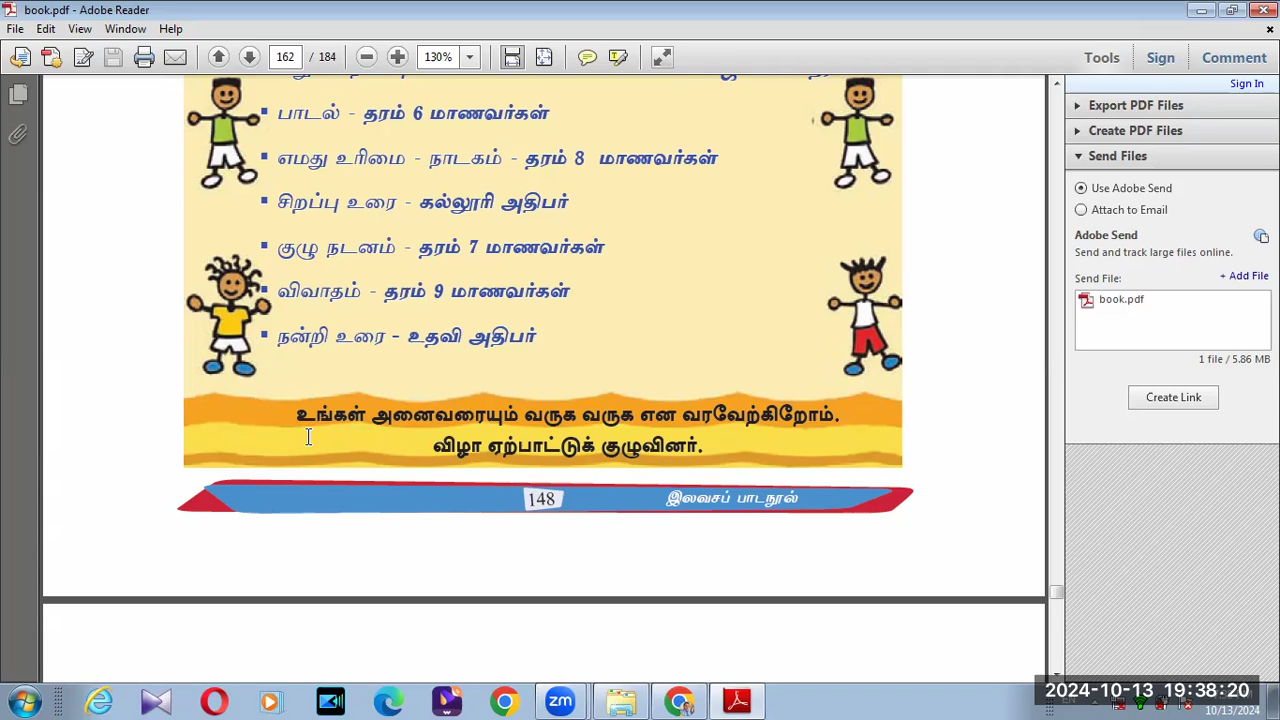 book.pdf - Adobe Reader
File Edit View Window Help
162 / 184 130% Tools Sign Comment
Sign In
Export PDF Files
Create PDF Files
Send Files
Use Adobe Send
Attach to Email
Adobe Send
Send and track large files online.
Send File: + Add File
book.pdf
1 file / 5.86 MB
Create Link
▪ பாடல் - தரம் 6 மாணவர்கள்
▪ எமது உரிமை - நாடகம் - தரம் 8 மாணவர்கள்
▪ சிறப்பு உரை - கல்லூரி அதிபர்
▪ குழு நடனம் - தரம் 7 மாணவர்கள்
▪ விவாதம் - தரம் 9 மாணவர்கள்
▪ நன்றி உரை - உதவி அதிபர்
உங்கள் அனைவரையும் வருக வருக என வரவேற்கிறோம்.
விழா ஏற்பாட்டுக் குழுவினர்.
148 இலவசப் பாடநூல்
zm
2024-10-13 19:38:20
10/13/2024